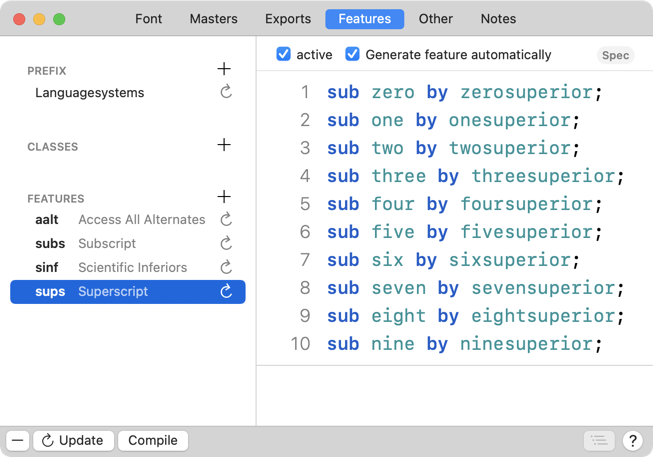 Font Masters Exports Features Other Notes
PREFIX
Languagesystems
CLASSES
FEATURES
aalt Access All Alternates
subs Subscript
sinf Scientific Inferiors
sups Superscript
active Generate feature automatically Spec
1 sub zero by zerosuperior;
2 sub one by onesuperior;
3 sub two by twosuperior;
4 sub three by threesuperior;
5 sub four by foursuperior;
6 sub five by fivesuperior;
7 sub six by sixsuperior;
8 sub seven by sevensuperior;
9 sub eight by eightsuperior;
10 sub nine by ninesuperior;
Update Compile ?